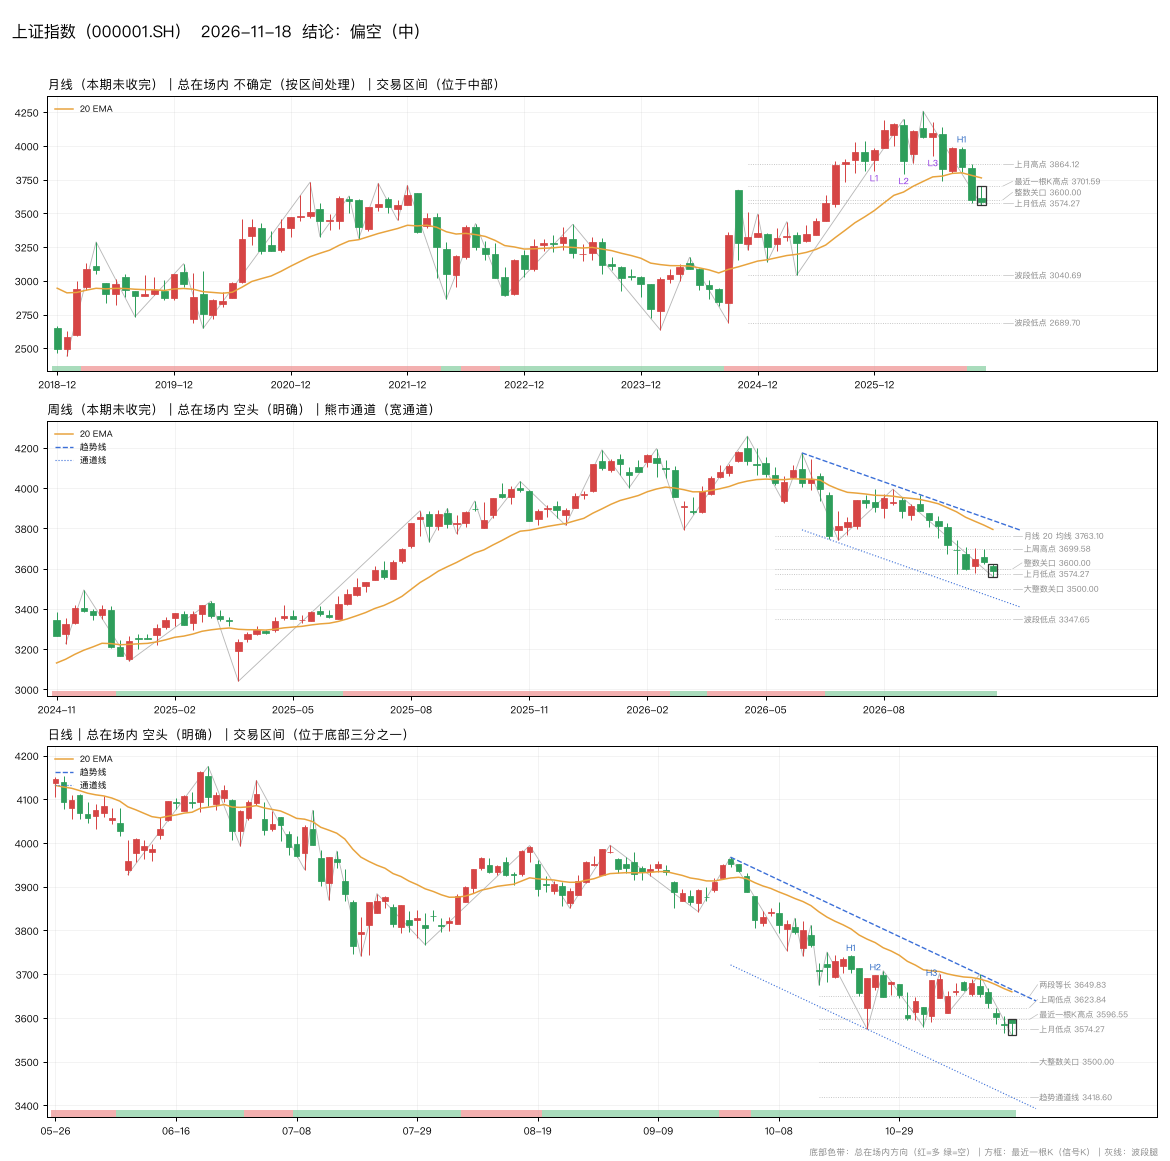 上证指数（000001.SH） 2026-11-18 结论：偏空（中）
月线（本期未收完）｜总在场内 不确定（按区间处理）｜交易区间（位于中部）
20 EMA
4250
4000
3750
3500
3250
3000
2750
2500
H1
L1
L2
L3
上月高点 3864.12
最近一根K高点 3701.59
整数关口 3600.00
上月低点 3574.27
波段低点 3040.69
波段低点 2689.70
2018-12
2019-12
2020-12
2021-12
2022-12
2023-12
2024-12
2025-12
周线（本期未收完）｜总在场内 空头（明确）｜熊市通道（宽通道）
20 EMA
趋势线
通道线
4200
4000
3800
3600
3400
3200
3000
月线 20 均线 3763.10
上周高点 3699.58
整数关口 3600.00
上月低点 3574.27
大整数关口 3500.00
波段低点 3347.65
2024-11
2025-02
2025-05
2025-08
2025-11
2026-02
2026-05
2026-08
日线｜总在场内 空头（明确）｜交易区间（位于底部三分之一）
20 EMA
趋势线
通道线
4200
4100
4000
3900
3800
3700
3600
3500
3400
H1
H2
H3
两段等长 3649.83
上周低点 3623.84
最近一根K高点 3596.55
上月低点 3574.27
大整数关口 3500.00
趋势通道线 3418.60
05-26
06-16
07-08
07-29
08-19
09-09
10-08
10-29
底部色带：总在场内方向（红=多 绿=空）｜方框：最近一根K（信号K）｜灰线：波段腿